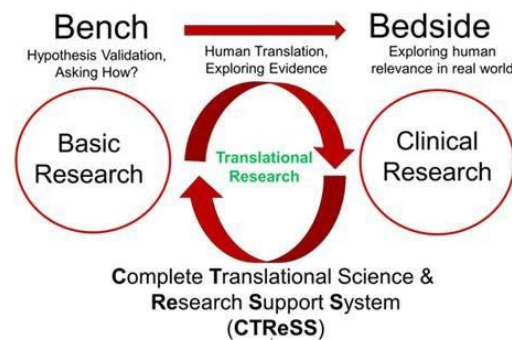 Bench
Hypothesis Validation,
Asking How?
Human Translation,
Exploring Evidence
Bedside
Exploring human
relevance in real world
Basic
Research
Translational
Research
Clinical
Research
Complete Translational Science &
Research Support System
(CTReSS)